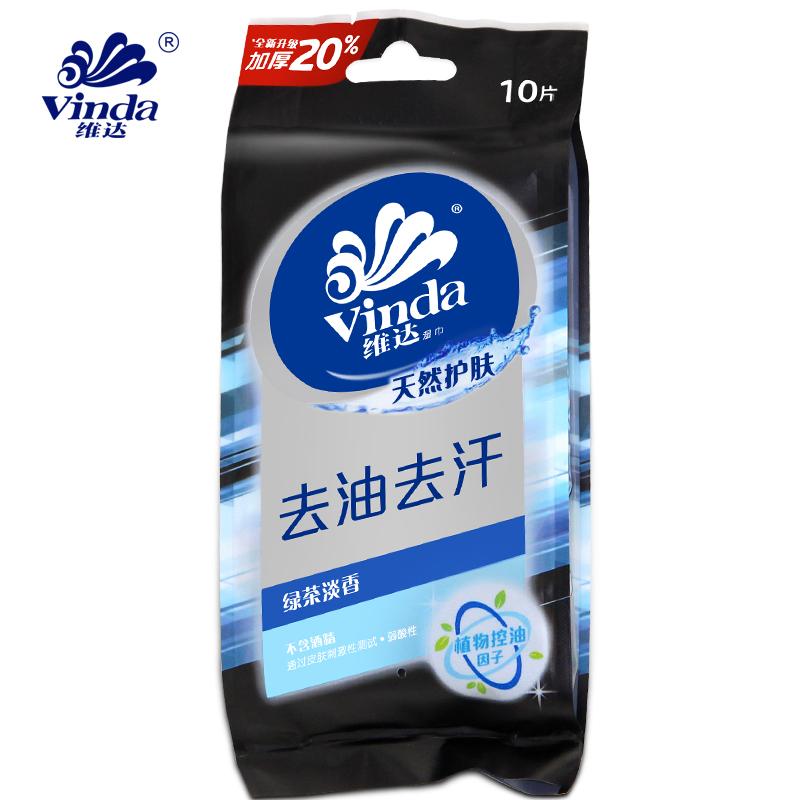 Vinda
维达
®
全新升级
加厚20%
10片
®
Vinda
维达湿巾
天然护肤
去油去汗
绿茶淡香
不含酒精
通过皮肤刺激性测试·弱酸性
植物控油
因子